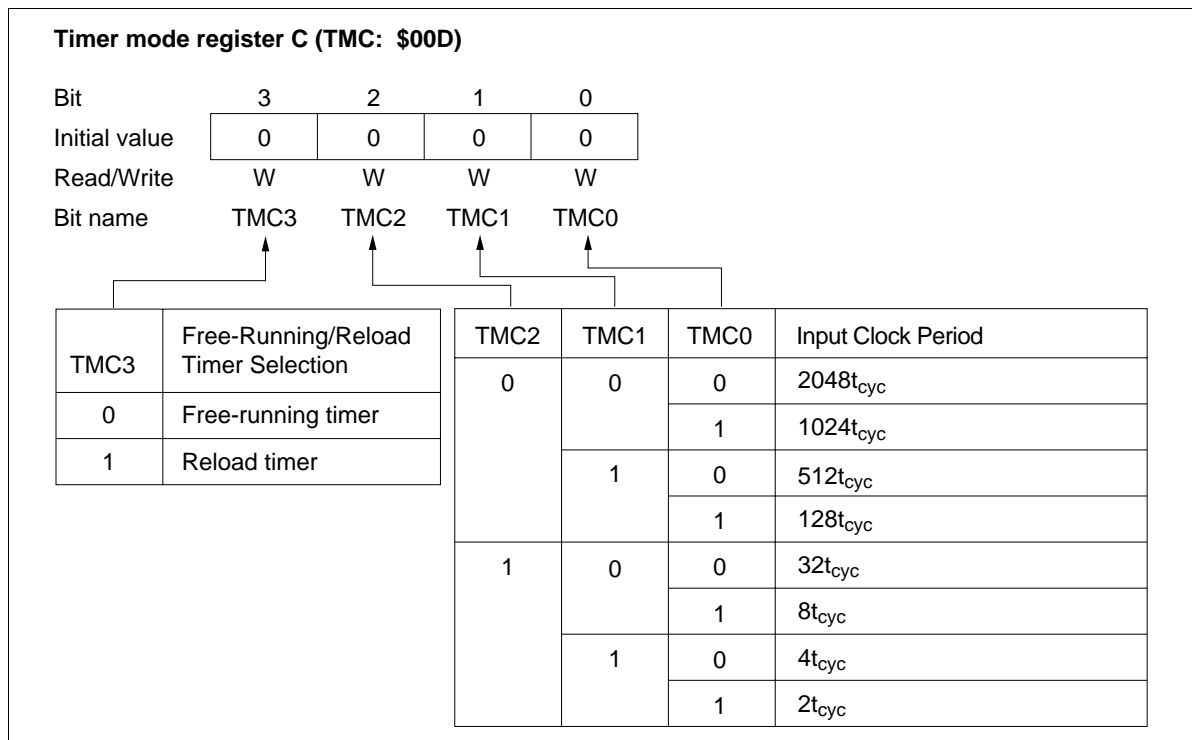 Timer mode register C (TMC: $00D)
Bit 3 2 1 0
Initial value 0 0 0 0
Read/Write W W W W
Bit name TMC3 TMC2 TMC1 TMC0
TMC3 Free-Running/Reload
Timer Selection
0 Free-running timer
1 Reload timer
TMC2 TMC1 TMC0 Input Clock Period
0 0 0 2048tcyc
1 1024tcyc
1 0 512tcyc
1 128tcyc
1 0 0 32tcyc
1 8tcyc
1 0 4tcyc
1 2tcyc